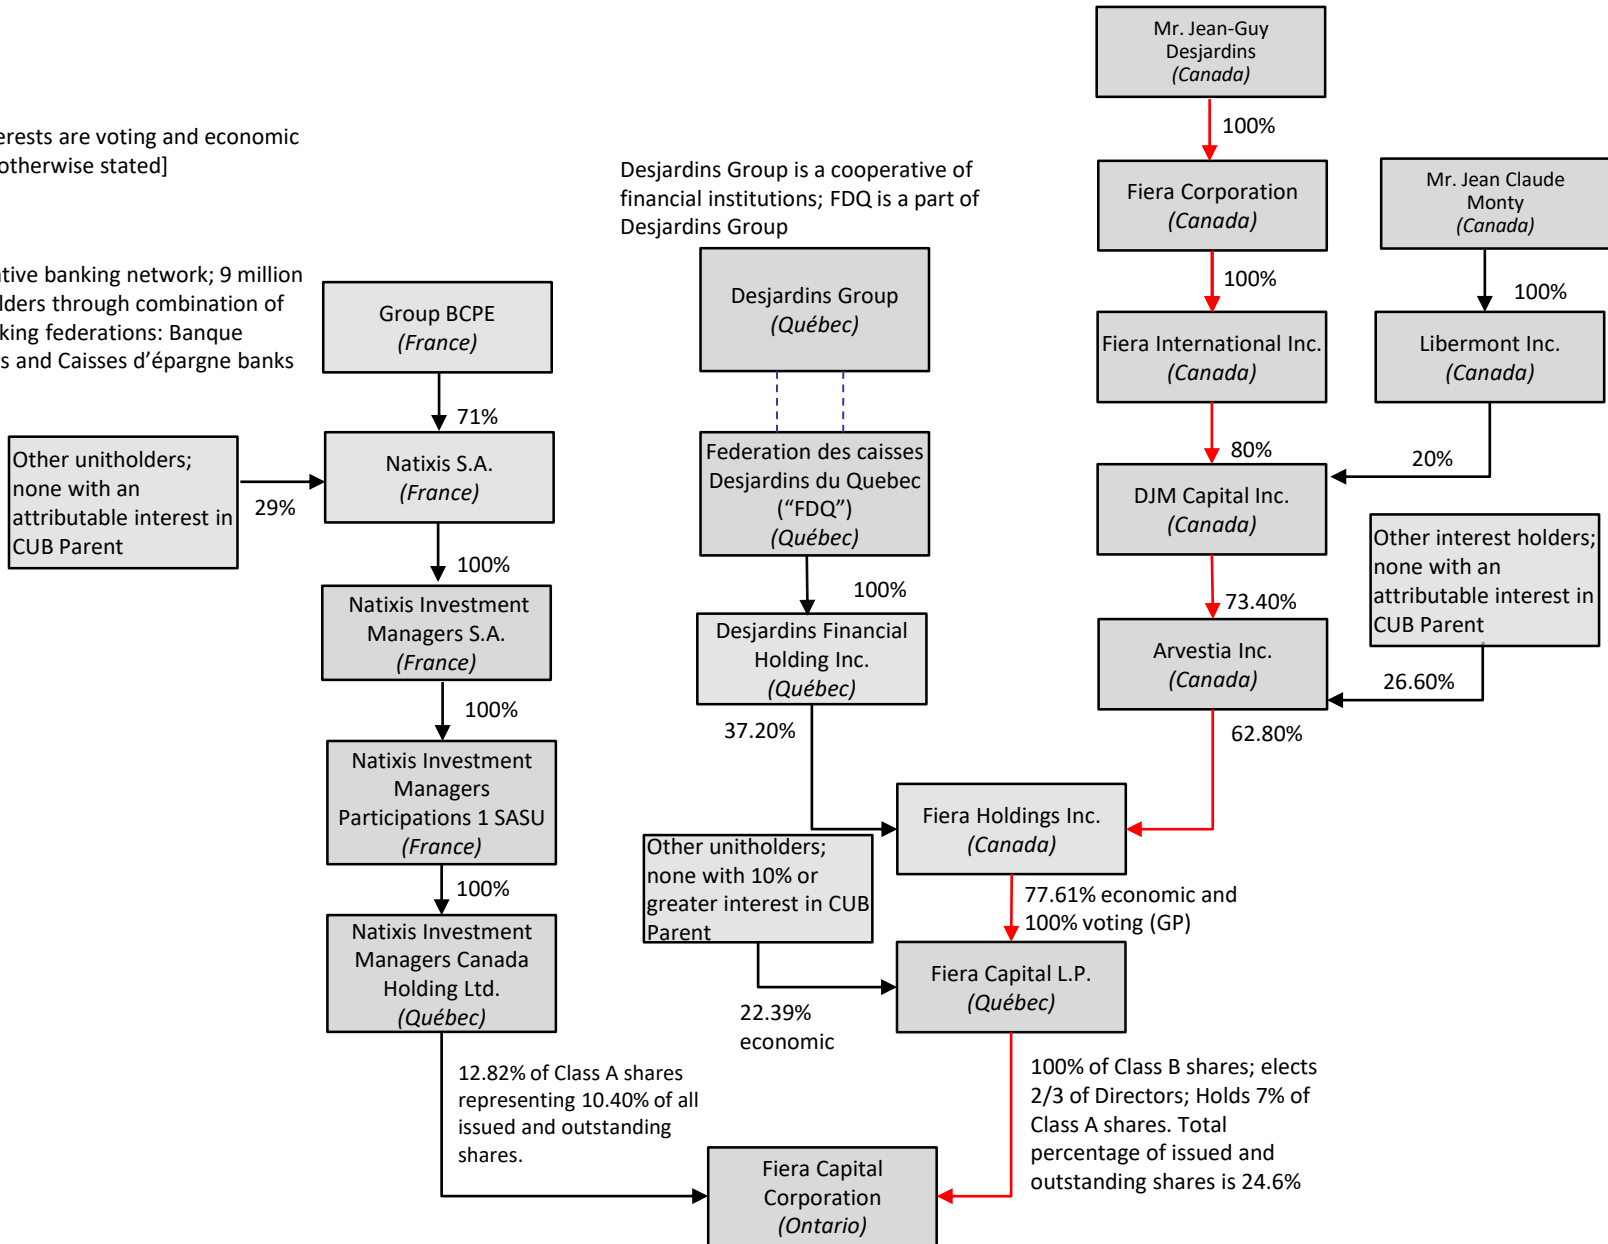 Mr. Jean-Guy
Desjardins
(Canada)
100%
erests are voting and economic
otherwise stated]
Desjardins Group is a cooperative of
financial institutions; FDQ is a part of
Desjardins Group
Fiera Corporation
(Canada)
Mr. Jean Claude
Monty
(Canada)
100%
100%
ative banking network; 9 million
lders through combination of
king federations: Banque
s and Caisses d’épargne banks
Group BCPE
(France)
Desjardins Group
(Québec)
Fiera International Inc.
(Canada)
Libermont Inc.
(Canada)
71%
80%
20%
Other unitholders;
none with an
attributable interest in
CUB Parent
29%
Natixis S.A.
(France)
Federation des caisses
Desjardins du Quebec
(“FDQ”)
(Québec)
DJM Capital Inc.
(Canada)
Other interest holders;
none with an
attributable interest in
CUB Parent
100%
100%
73.40%
Natixis Investment
Managers S.A.
(France)
Desjardins Financial
Holding Inc.
(Québec)
Arvestia Inc.
(Canada)
26.60%
100%
37.20%
62.80%
Natixis Investment
Managers
Participations 1 SASU
(France)
Fiera Holdings Inc.
(Canada)
Other unitholders;
none with 10% or
greater interest in CUB
Parent
100%
77.61% economic and
100% voting (GP)
Natixis Investment
Managers Canada
Holding Ltd.
(Québec)
Fiera Capital L.P.
(Québec)
22.39%
economic
12.82% of Class A shares
representing 10.40% of all
issued and outstanding
shares.
100% of Class B shares; elects
2/3 of Directors; Holds 7% of
Class A shares. Total
percentage of issued and
outstanding shares is 24.6%
Fiera Capital
Corporation
(Ontario)